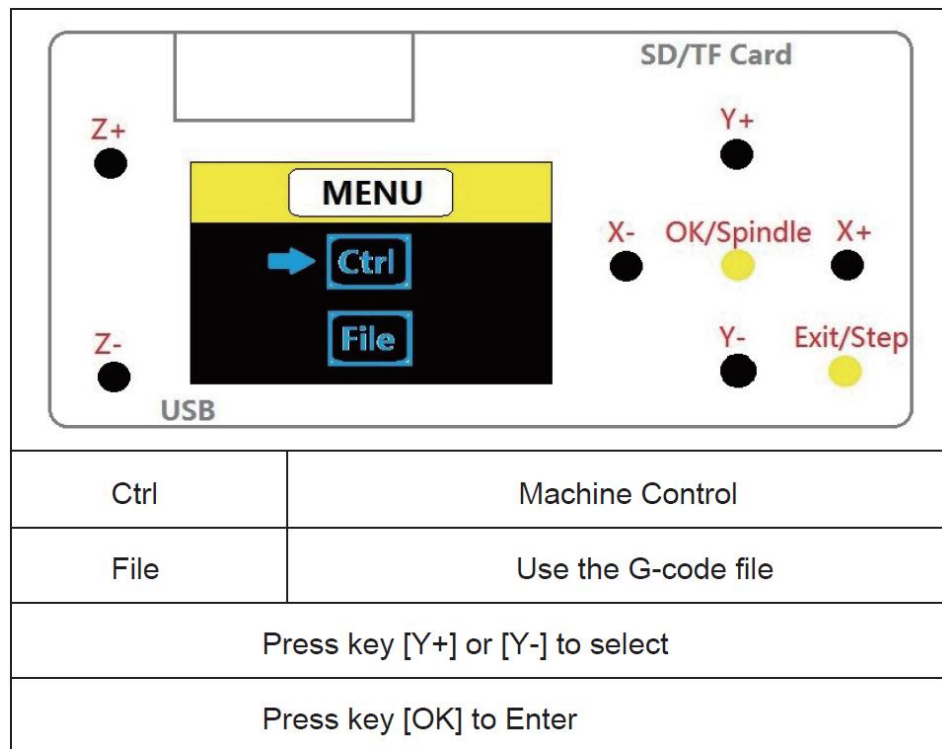 SD/TF Card
Z+
Y+
MENU
X- OK/Spindle X+
Ctrl
Z-
File
Y- Exit/Step
USB
Ctrl Machine Control
File Use the G-code file
Press key [Y+] or [Y-] to select
Press key [OK] to Enter